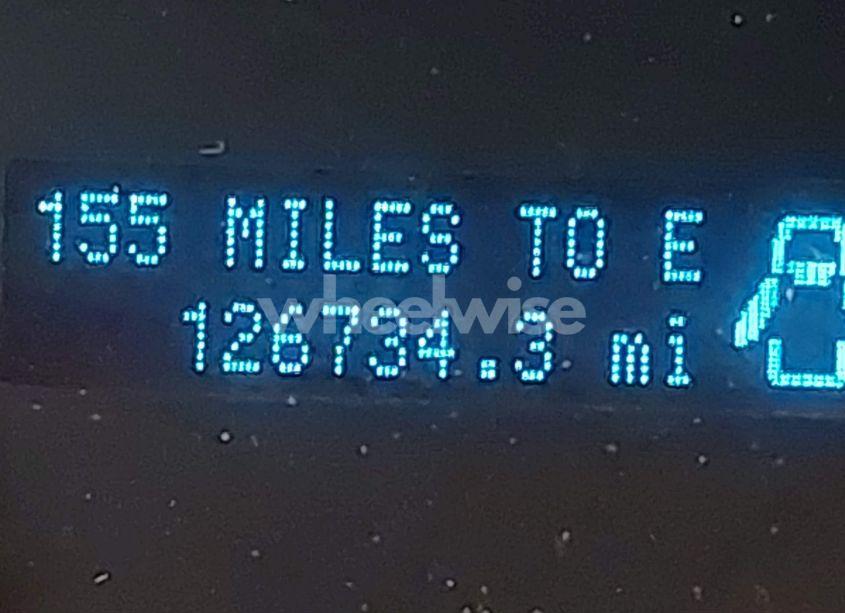 155 MILES TO E
126734.3 mi
wheelwise